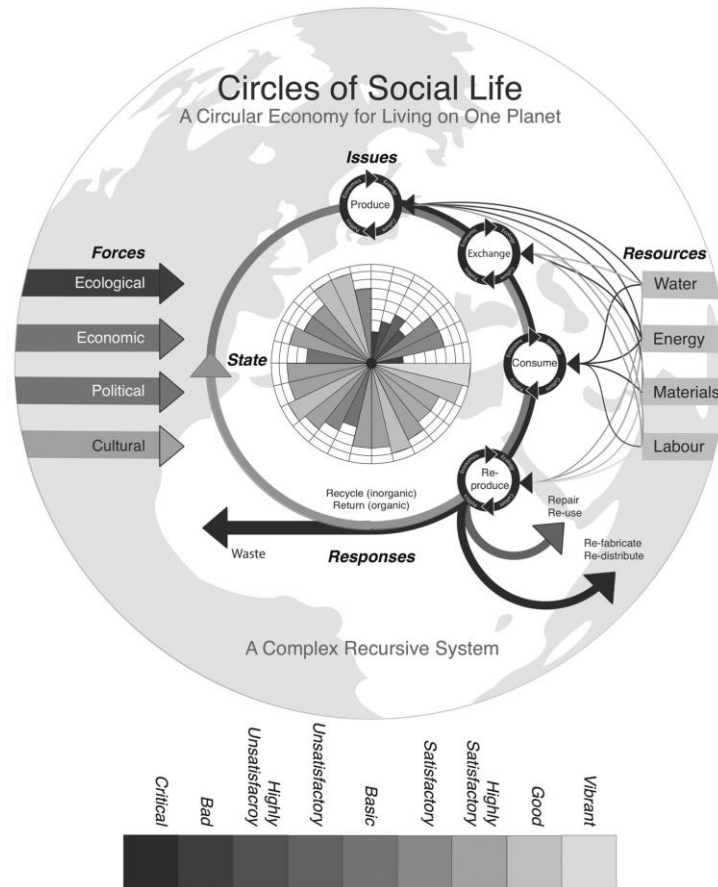 Circles of Social Life
A Circular Economy for Living on One Planet
Issues
Produce
Exchange
Consume
Re-
produce
Forces
Ecological
Economic
Political
Cultural
State
Resources
Water
Energy
Materials
Labour
Recycle (inorganic)
Return (organic)
Waste
Responses
Repair
Re-use
Re-fabricate
Re-distribute
A Complex Recursive System
Critical
Bad
Highly
Unsatisfacroy
Unsatisfactory
Basic
Satisfactory
Highly
Satisfactory
Good
Vibrant